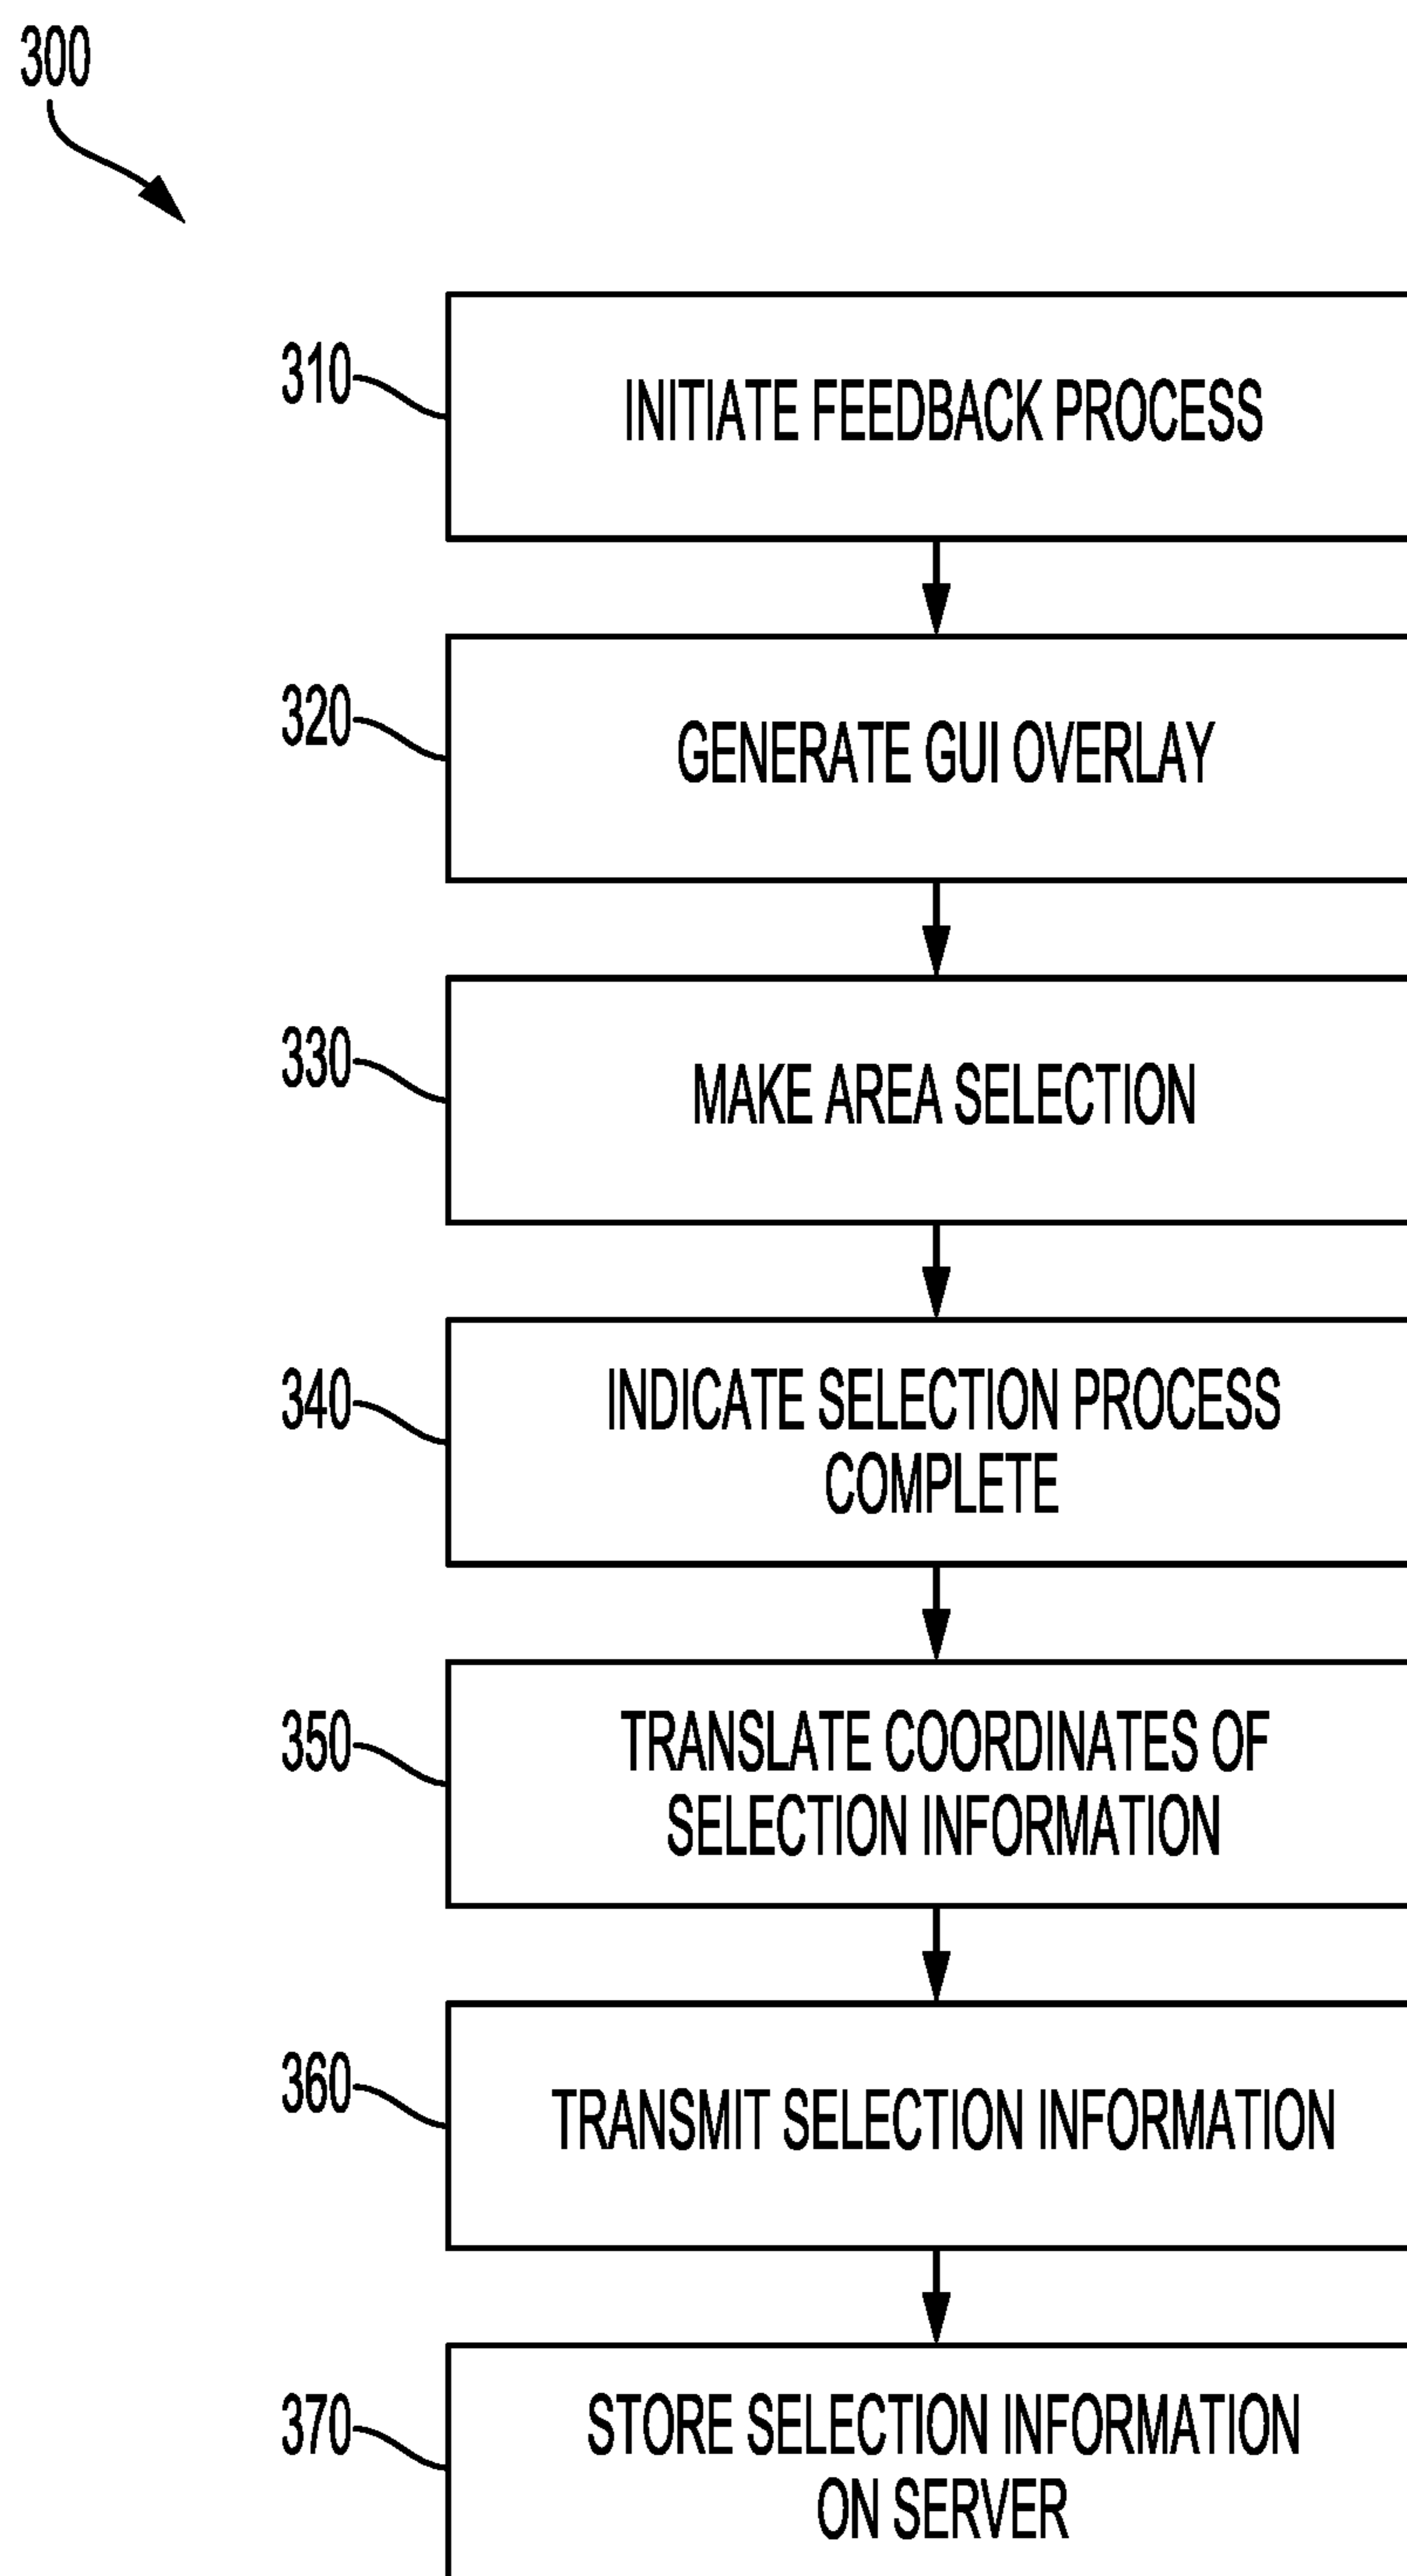 300
310
INITIATE FEEDBACK PROCESS
320
GENERATE GUI OVERLAY
330
MAKE AREA SELECTION
340
INDICATE SELECTION PROCESS
COMPLETE
350
TRANSLATE COORDINATES OF
SELECTION INFORMATION
360
TRANSMIT SELECTION INFORMATION
370
STORE SELECTION INFORMATION
ON SERVER